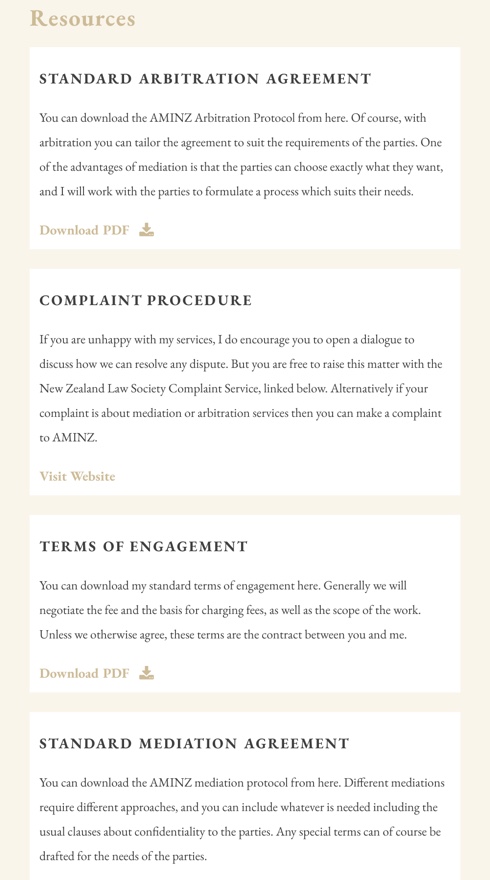 Resources
STANDARD ARBITRATION AGREEMENT
You can download the AMINZ Arbitration Protocol from here. Of course, with
arbitration you can tailor the agreement to suit the requirements of the parties. One
of the advantages of mediation is that the parties can choose exactly what they want,
and I will work with the parties to formulate a process which suits their needs.
Download PDF
COMPLAINT PROCEDURE
If you are unhappy with my services, I do encourage you to open a dialogue to
discuss how we can resolve any dispute. But you are free to raise this matter with the
New Zealand Law Society Complaint Service, linked below. Alternatively if your
complaint is about mediation or arbitration services then you can make a complaint
to AMINZ.
Visit Website
TERMS OF ENGAGEMENT
You can download my standard terms of engagement here. Generally we will
negotiate the fee and the basis for charging fees, as well as the scope of the work.
Unless we otherwise agree, these terms are the contract between you and me.
Download PDF
STANDARD MEDIATION AGREEMENT
You can download the AMINZ mediation protocol from here. Different mediations
require different approaches, and you can include whatever is needed including the
usual clauses about confidentiality to the parties. Any special terms can of course be
drafted for the needs of the parties.